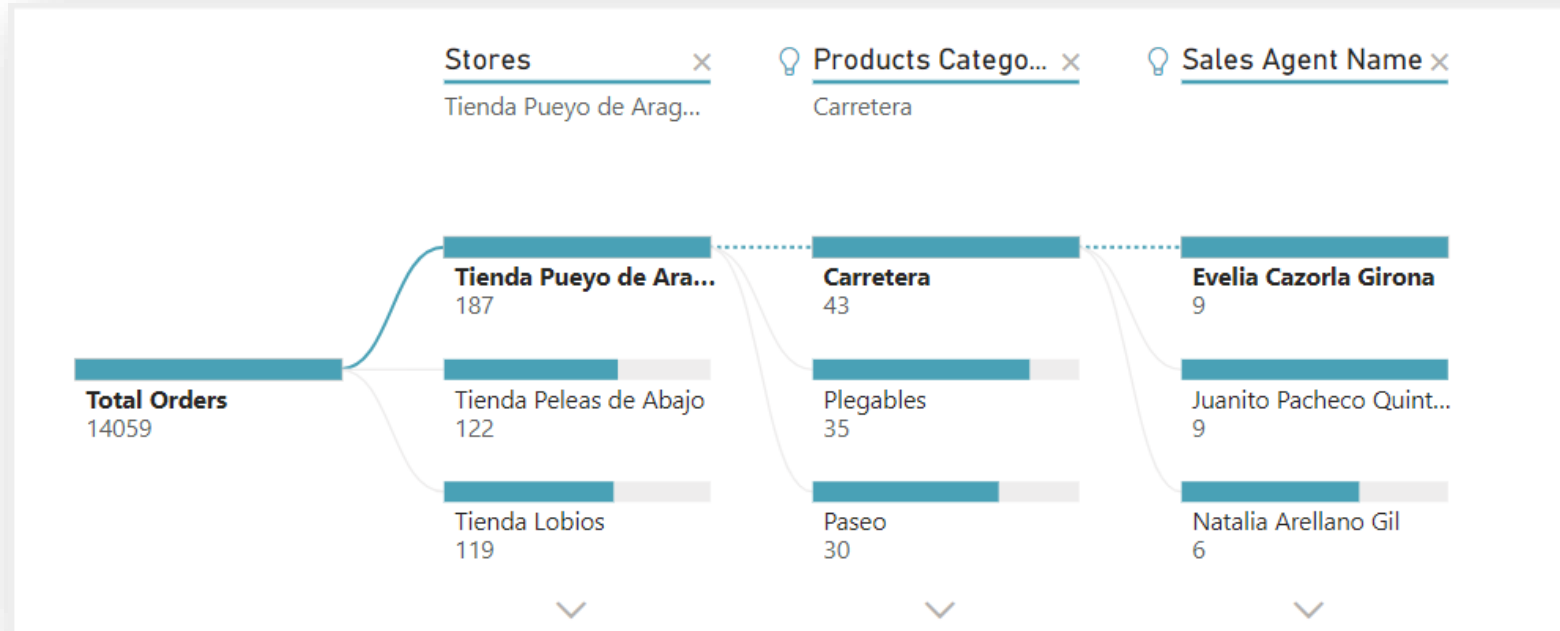 Stores
Tienda Pueyo de Arag...
Products Catego...
Carretera
Sales Agent Name
Total Orders
14059
Tienda Pueyo de Ara...
187
Tienda Peleas de Abajo
122
Tienda Lobios
119
Carretera
43
Plegables
35
Paseo
30
Evelia Cazorla Girona
9
Juanito Pacheco Quint...
9
Natalia Arellano Gil
6